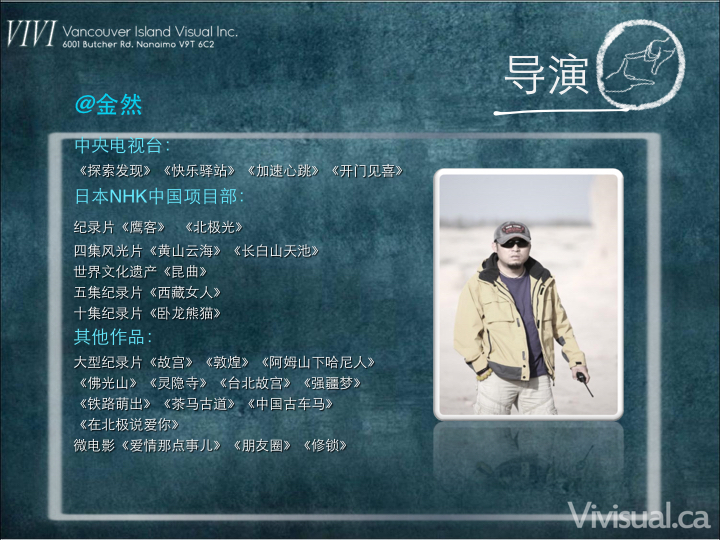 VIVI
Vancouver Island Visual Inc.
6001 Butcher Rd. Nanaimo V9T 6C2
导演
@金然
中央电视台：
《探索发现》《快乐驿站》《加速心跳》《开门见喜》
日本NHK中国项目部：
纪录片《鹰客》 《北极光》
四集风光片《黄山云海》《长白山天池》
世界文化遗产《昆曲》
五集纪录片《西藏女人》
十集纪录片《卧龙熊猫》
其他作品：
大型纪录片《故宫》《敦煌》《阿姆山下哈尼人》
《佛光山》《灵隐寺》《台北故宫》《强疆梦》
《铁路萌出》《茶马古道》《中国古车马》
《在北极说爱你》
微电影《爱情那点事儿》《朋友圈》《修锁》
Vivisual.ca